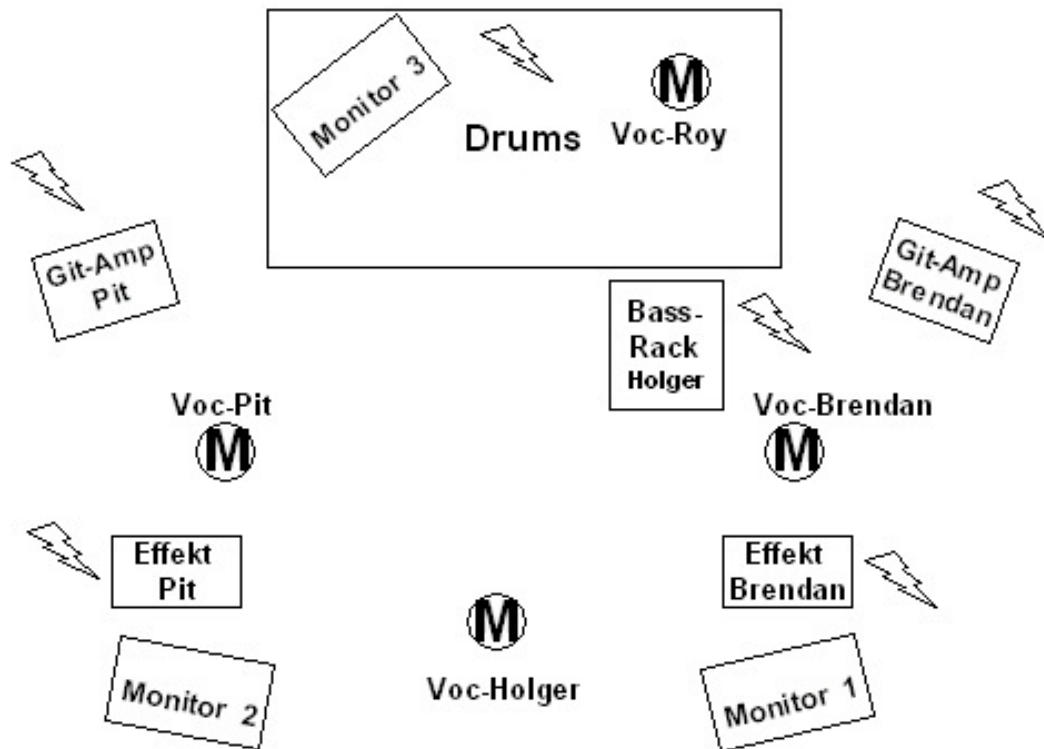 Monitor 3
M
Drums
Voc-Roy
Git-Amp
Pit
Git-Amp
Brendan
Bass-
Rack
Holger
Voc-Pit
M
Voc-Brendan
M
Effekt
Pit
Effekt
Brendan
M
Voc-Holger
Monitor 2
Monitor 1